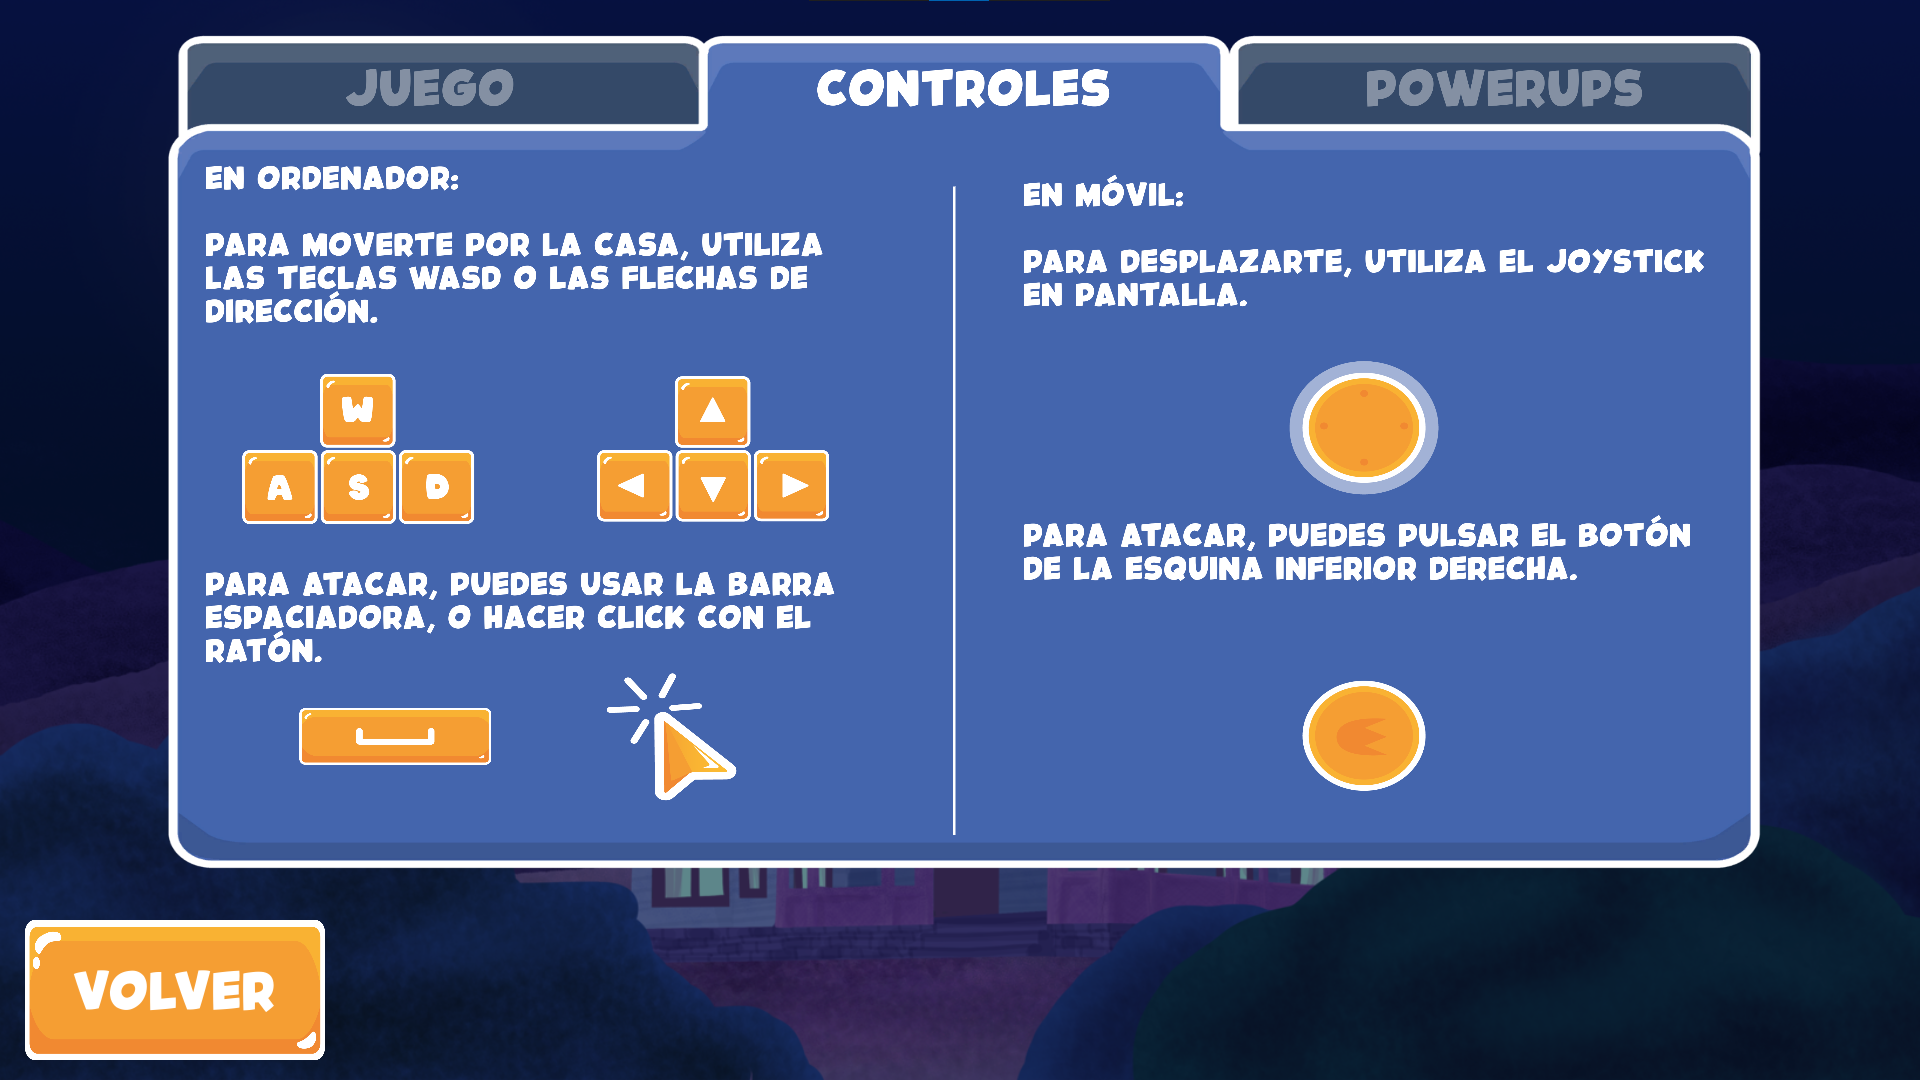 JUEGO
CONTROLES
POWERUPS
EN ORDENADOR:
PARA MOVERTE POR LA CASA, UTILIZA
LAS TECLAS WASD O LAS FLECHAS DE
DIRECCIÓN.
W
A S D
PARA ATACAR, PUEDES USAR LA BARRA
ESPACIADORA, O HACER CLICK CON EL
RATÓN.
EN MÓVIL:
PARA DESPLAZARTE, UTILIZA EL JOYSTICK
EN PANTALLA.
PARA ATACAR, PUEDES PULSAR EL BOTÓN
DE LA ESQUINA INFERIOR DERECHA.
VOLVER